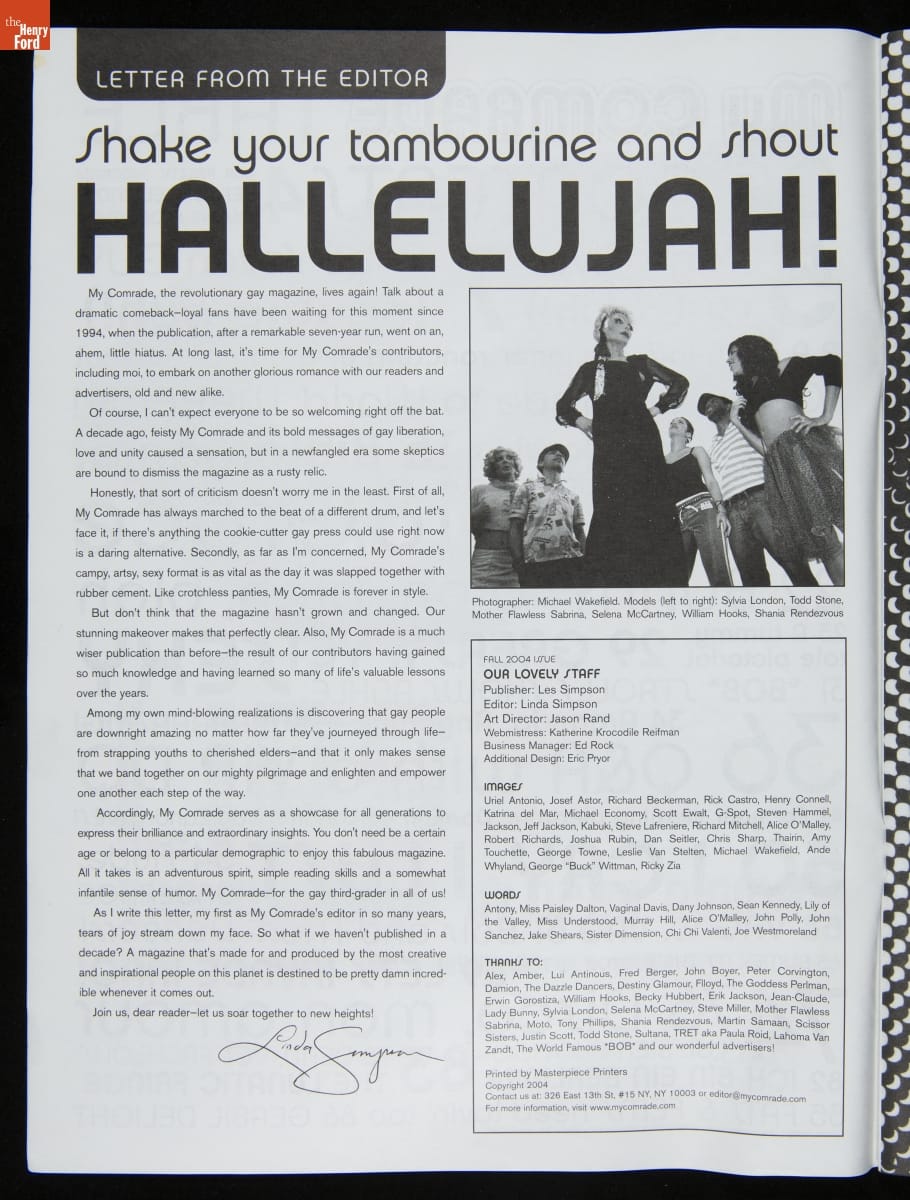 the
Henry
Ford
LETTER FROM THE EDITOR
Shake your tambourine and shout
HALLELUJAH!
My Comrade, the revolutionary gay magazine, lives again! Talk about a
dramatic comeback—loyal fans have been waiting for this moment since
1994, when the publication, after a remarkable seven-year run, went on an,
ahem, little hiatus. At long last, it's time for My Comrade's contributors,
including moi, to embark on another glorious romance with our readers and
advertisers, old and new alike.
Of course, I can't expect everyone to be so welcoming right off the bat.
A decade ago, feisty My Comrade and its bold messages of gay liberation,
love and unity caused a sensation, but in a newfangled era some skeptics
are bound to dismiss the magazine as a rusty relic.
Honestly, that sort of criticism doesn't worry me in the least. First of all,
My Comrade has always marched to the beat of a different drum, and let's
face it, if there's anything the cookie-cutter gay press could use right now
is a daring alternative. Secondly, as far as I'm concerned, My Comrade's
campy, artsy, sexy format is as vital as the day it was slapped together with
rubber cement. Like crotchless panties, My Comrade is forever in style.
But don't think that the magazine hasn't grown and changed. Our
stunning makeover makes that perfectly clear. Also, My Comrade is a much
wiser publication than before—the result of our contributors having gained
so much knowledge and having learned so many of life's valuable lessons
over the years.
Among my own mind-blowing realizations is discovering that gay people
are downright amazing no matter how far they've journeyed through life—
from strapping youths to cherished elders—and that it only makes sense
that we band together on our mighty pilgrimage and enlighten and empower
one another each step of the way.
Accordingly, My Comrade serves as a showcase for all generations to
express their brilliance and extraordinary insights. You don't need be a certain
age or belong to a particular demographic to enjoy this fabulous magazine.
All it takes is an adventurous spirit, simple reading skills and a somewhat
infantile sense of humor. My Comrade—for the gay third-grader in all of us!
As I write this letter, my first as My Comrade's editor in so many years,
tears of joy stream down my face. So what if we haven't published in a
decade? A magazine that's made for and produced by the most creative
and inspirational people on this planet is destined to be pretty damn incred-
ible whenever it comes out.
Join us, dear reader—let us soar together to new heights!
Linda Simpson
Photographer: Michael Wakefield. Models (left to right): Sylvia London, Todd Stone,
Mother Flawless Sabrina, Selena McCartney, William Hooks, Shania Rendezvous
FALL 2004 ISSUE
OUR LOVELY STAFF
Publisher: Les Simpson
Editor: Linda Simpson
Art Director: Jason Rand
Webmistress: Katherine Krocodile Reifman
Business Manager: Ed Rock
Additional Design: Eric Pryor
IMAGES
Uriel Antonio, Josef Astor, Richard Beckerman, Rick Castro, Henry Connell,
Katrina del Mar, Michael Economy, Scott Ewalt, G-Spot, Steven Hammel,
Jackson, Jeff Jackson, Kabuki, Steve Lafreniere, Richard Mitchell, Alice O'Malley,
Robert Richards, Joshua Rubin, Dan Seitler, Chris Sharp, Thairin, Amy
Touchette, George Towne, Leslie Van Stelten, Michael Wakefield, Ande
Whyland, George "Buck" Wittman, Ricky Zia
WORDS
Antony, Miss Paisley Dalton, Vaginal Davis, Dany Johnson, Sean Kennedy, Lily of
the Valley, Miss Understood, Murray Hill, Alice O'Malley, John Polly, John
Sanchez, Jake Shears, Sister Dimension, Chi Chi Valenti, Joe Westmoreland
THANKS TO:
Alex, Amber, Lui Antinous, Fred Berger, John Boyer, Peter Corvington,
Damion, The Dazzle Dancers, Destiny Glamour, Flloyd, The Goddess Perlman,
Erwin Gorostiza, William Hooks, Becky Hubbert, Erik Jackson, Jean-Claude,
Lady Bunny, Sylvia London, Selena McCartney, Steve Miller, Mother Flawless
Sabrina, Moto, Tony Phillips, Shania Rendezvous, Martin Samaan, Scissor
Sisters, Justin Scott, Todd Stone, Sultana, TRET aka Paula Roid, Lahoma Van
Zandt, The World Famous *BOB* and our wonderful advertisers!
Printed by Masterpiece Printers
Copyright 2004
Contact us at: 326 East 13th St, #15 NY, NY 10003 or editor@mycomrade.com
For more information, visit www.mycomrade.com